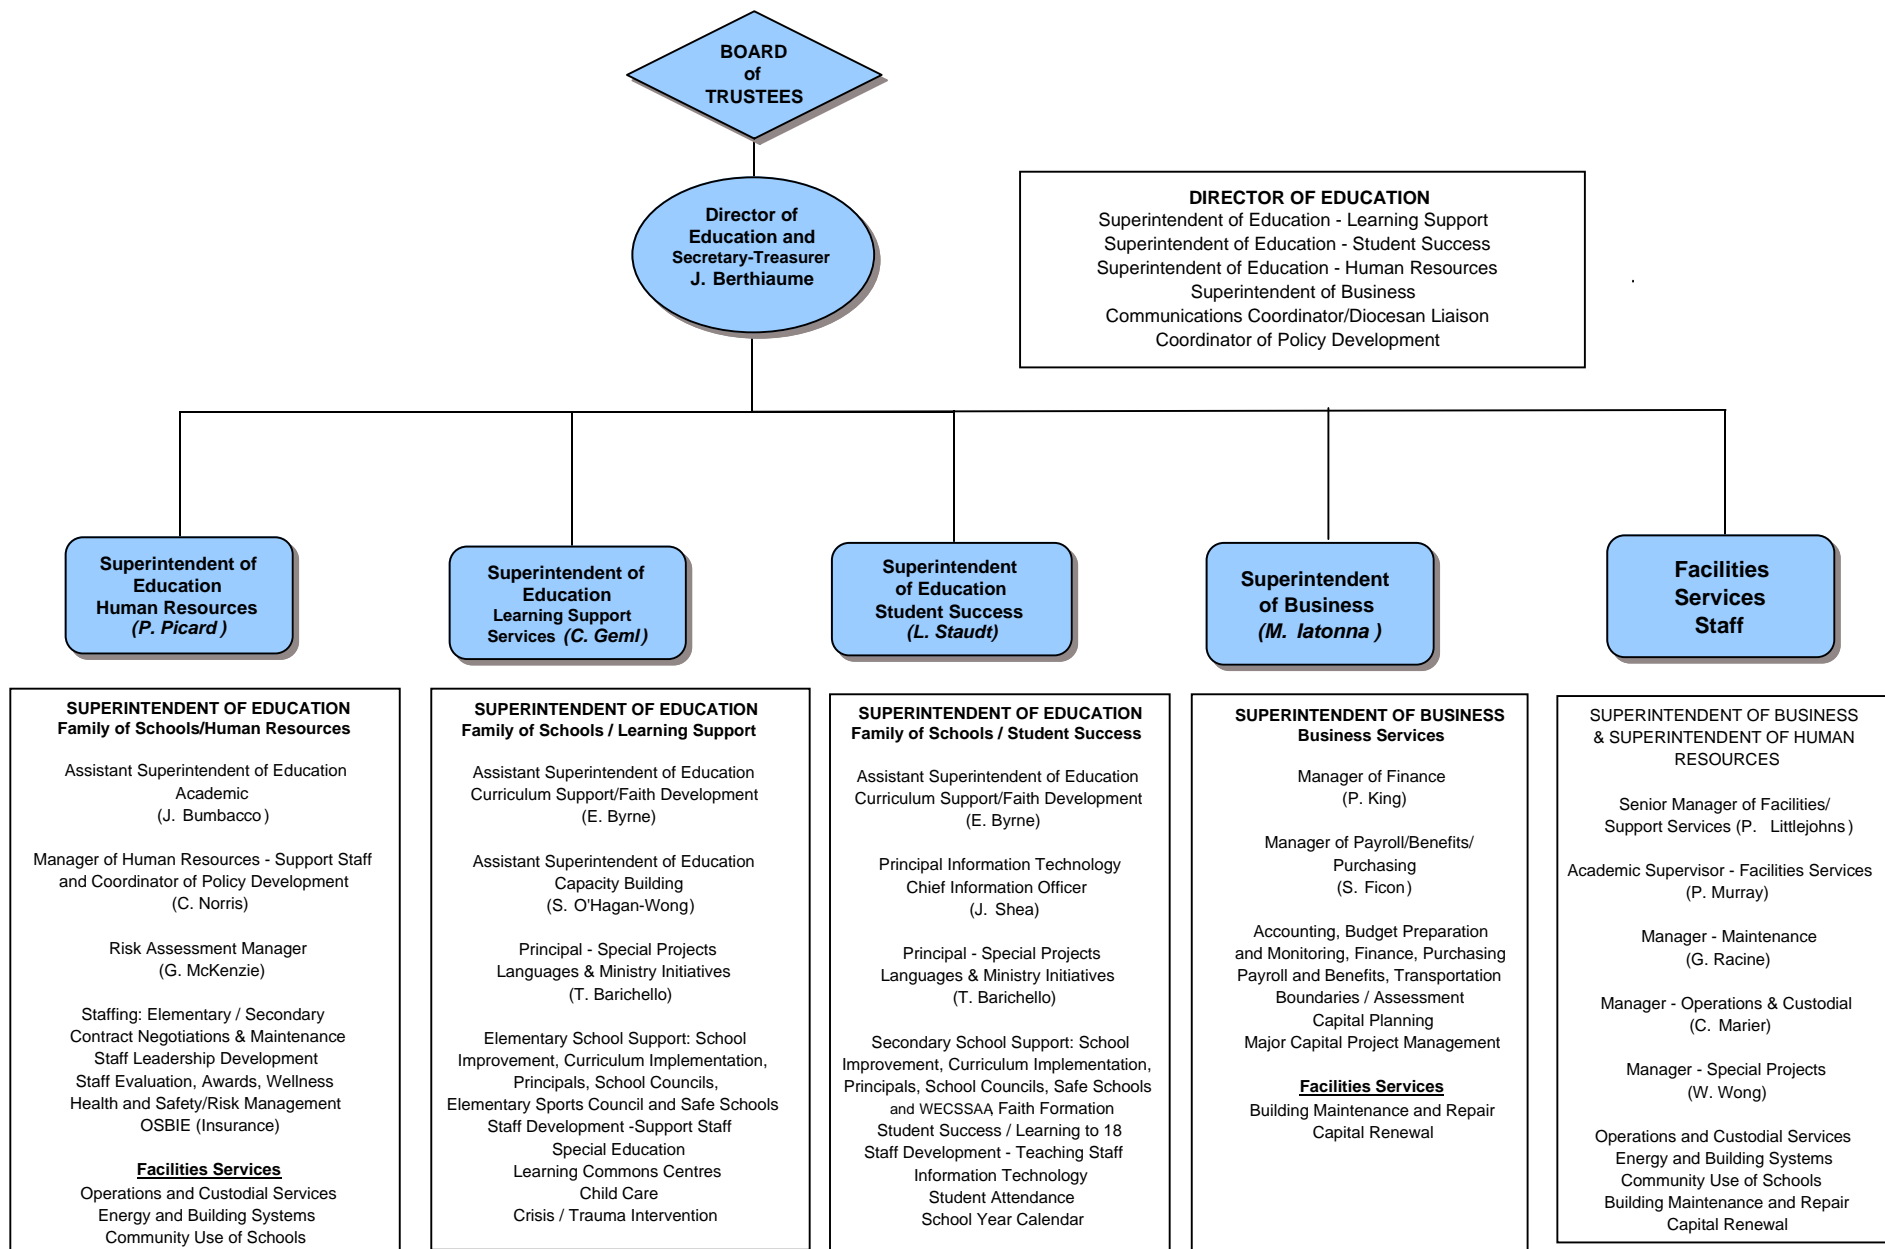 BOARD
of
TRUSTEES
Director of
Education and
Secretary-Treasurer
J. Berthiaume
DIRECTOR OF EDUCATION
Superintendent of Education - Learning Support
Superintendent of Education - Student Success
Superintendent of Education - Human Resources
Superintendent of Business
Communications Coordinator/Diocesan Liaison
Coordinator of Policy Development
.
Superintendent of
Education
Human Resources
(P. Picard )
Superintendent of
Education
Learning Support
Services (C. Geml)
Superintendent
of Education
Student Success
(L. Staudt)
Superintendent
of Business
(M. Iatonna )
Facilities
Services
Staff
SUPERINTENDENT OF EDUCATION
Family of Schools/Human Resources
Assistant Superintendent of Education
Academic
(J. Bumbacco)
Manager of Human Resources - Support Staff
and Coordinator of Policy Development
(C. Norris)
Risk Assessment Manager
(G. McKenzie)
Staffing: Elementary / Secondary
Contract Negotiations & Maintenance
Staff Leadership Development
Staff Evaluation, Awards, Wellness
Health and Safety/Risk Management
OSBIE (Insurance)
Facilities Services
Operations and Custodial Services
Energy and Building Systems
Community Use of Schools
SUPERINTENDENT OF EDUCATION
Family of Schools / Learning Support
Assistant Superintendent of Education
Curriculum Support/Faith Development
(E. Byrne)
Assistant Superintendent of Education
Capacity Building
(S. O'Hagan-Wong)
Principal - Special Projects
Languages & Ministry Initiatives
(T. Barichello)
Elementary School Support: School
Improvement, Curriculum Implementation,
Principals, School Councils,
Elementary Sports Council and Safe Schools
Staff Development -Support Staff
Special Education
Learning Commons Centres
Child Care
Crisis / Trauma Intervention
SUPERINTENDENT OF EDUCATION
Family of Schools / Student Success
Assistant Superintendent of Education
Curriculum Support/Faith Development
(E. Byrne)
Principal Information Technology
Chief Information Officer
(J. Shea)
Principal - Special Projects
Languages & Ministry Initiatives
(T. Barichello)
Secondary School Support: School
Improvement, Curriculum Implementation,
Principals, School Councils, Safe Schools
and WECSSAA, Faith Formation
Student Success / Learning to 18
Staff Development - Teaching Staff
Information Technology
Student Attendance
School Year Calendar
SUPERINTENDENT OF BUSINESS
Business Services
Manager of Finance
(P. King)
Manager of Payroll/Benefits/
Purchasing
(S. Ficon)
Accounting, Budget Preparation
and Monitoring, Finance, Purchasing
Payroll and Benefits, Transportation
Boundaries / Assessment
Capital Planning
Major Capital Project Management
Facilities Services
Building Maintenance and Repair
Capital Renewal
SUPERINTENDENT OF BUSINESS
& SUPERINTENDENT OF HUMAN
RESOURCES
Senior Manager of Facilities/
Support Services (P. Littlejohns)
Academic Supervisor - Facilities Services
(P. Murray)
Manager - Maintenance
(G. Racine)
Manager - Operations & Custodial
(C. Marier)
Manager - Special Projects
(W. Wong)
Operations and Custodial Services
Energy and Building Systems
Community Use of Schools
Building Maintenance and Repair
Capital Renewal